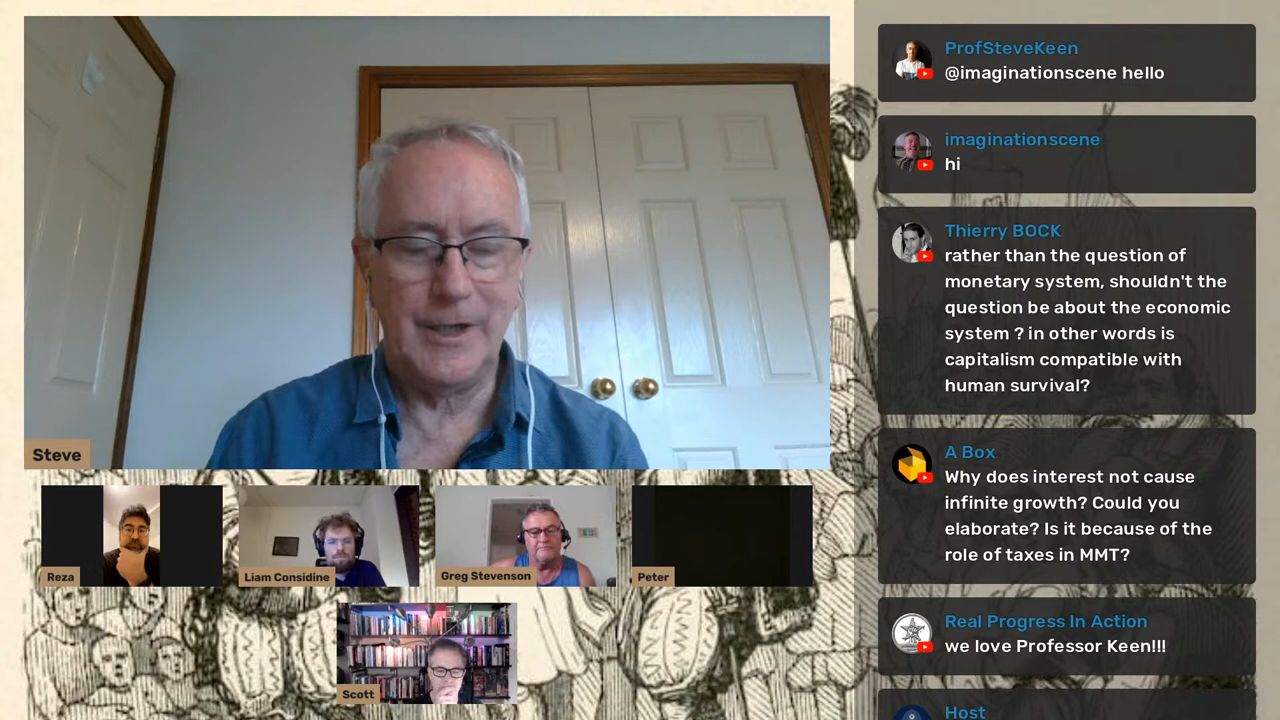 Steve
Reza
Liam Considine
Greg Stevenson
Peter
Scott
ProfSteveKeen
@imaginationscene hello
imaginationscene
hi
Thierry BOCK
rather than the question of
monetary system, shouldn't the
question be about the economic
system ? in other words is
capitalism compatible with
human survival?
A Box
Why does interest not cause
infinite growth? Could you
elaborate? Is it because of the
role of taxes in MMT?
Real Progress In Action
we love Professor Keen!!!
Host